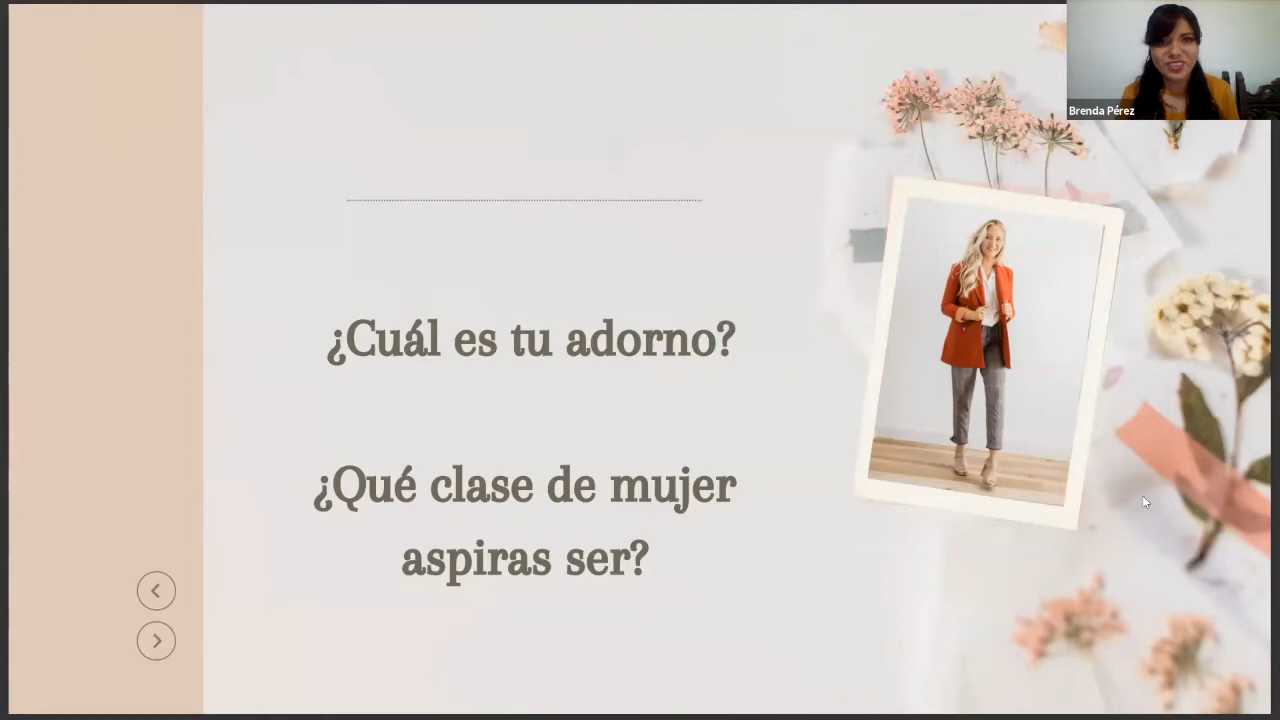 Brenda Pérez
¿Cuál es tu adorno?
¿Qué clase de mujer
aspiras ser?